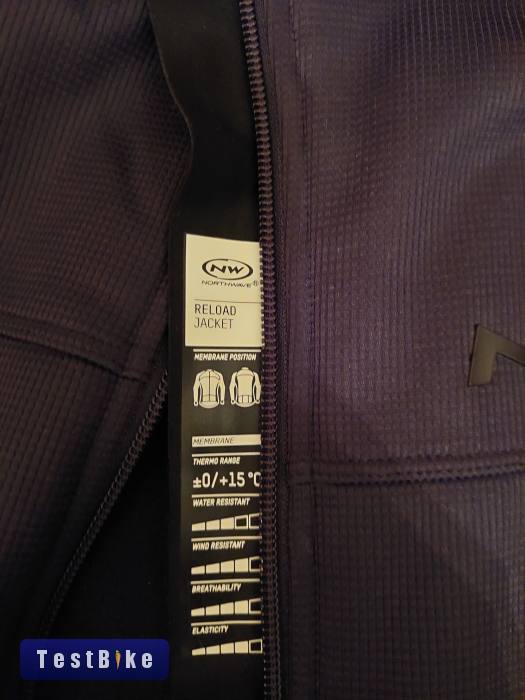 NW
NORTHWAVE®
RELOAD
JACKET
MEMBRANE POSITION
MEMBRANE
THERMO RANGE
±0/+15°C
WATER RESISTANT
WIND RESISTANT
BREATHABILITY
ELASTICITY
TestBike